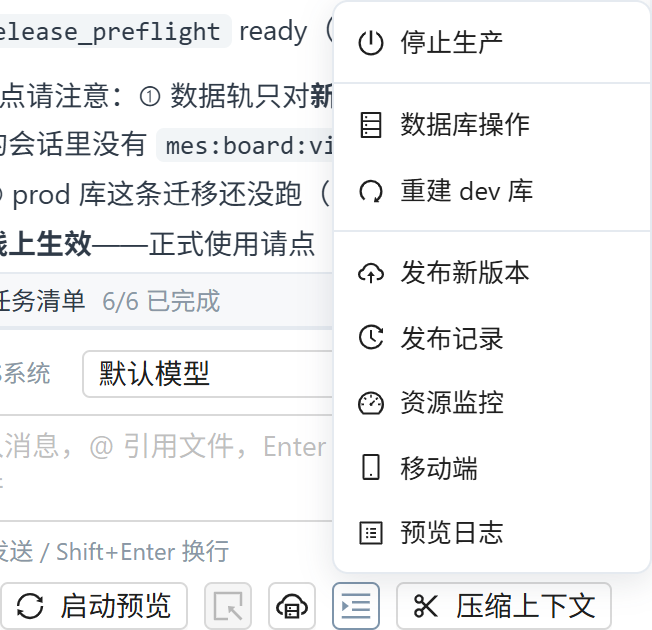 elease_preflight ready（
停止生产
点请注意：① 数据轨只对新
数据库操作
的会话里没有 mes:board:vi
重建 dev 库
prod 库这条迁移还没跑（
线上生效——正式使用请点
发布新版本
任务清单 6/6 已完成
发布记录
系统 默认模型
资源监控
消息，@ 引用文件，Enter
移动端
发送 / Shift+Enter 换行
预览日志
启动预览
压缩上下文